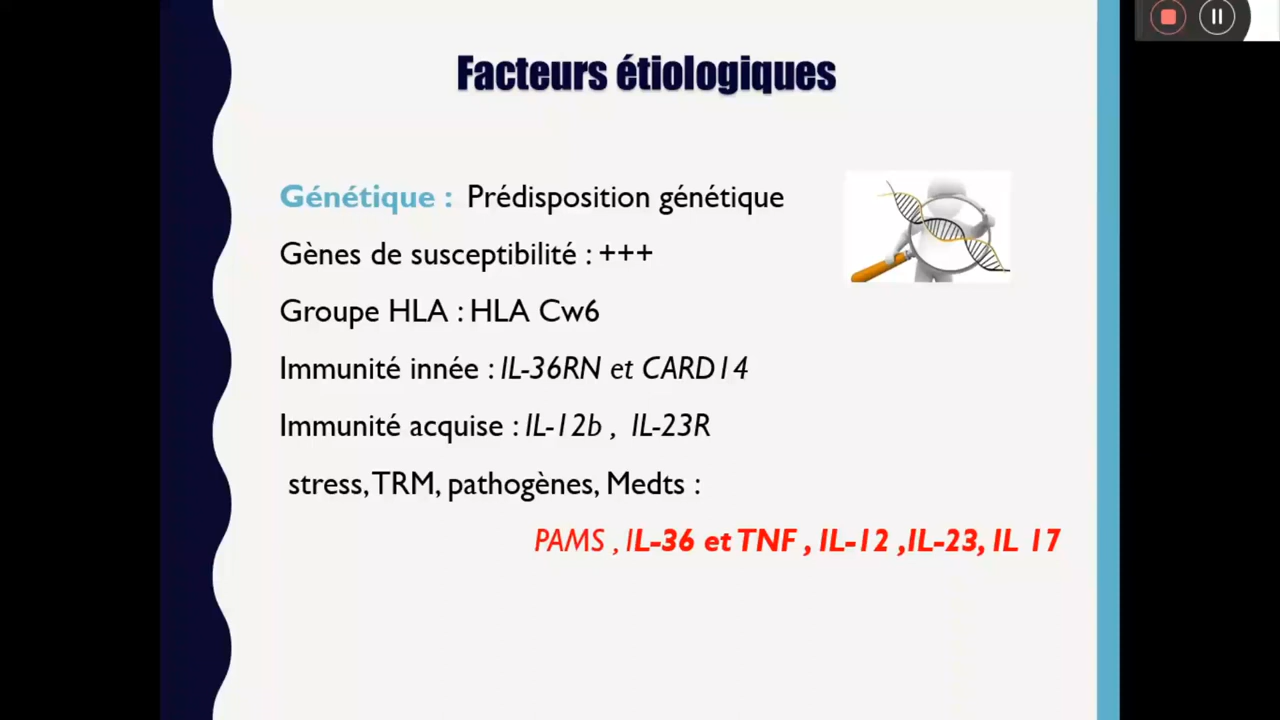 Facteurs étiologiques
Génétique : Prédisposition génétique
Gènes de susceptibilité : +++
Groupe HLA : HLA Cw6
Immunité innée : IL-36RN et CARD14
Immunité acquise : IL-12b , IL-23R
stress, TRM, pathogènes, Medts :
PAMS , IL-36 et TNF , IL-12 ,IL-23, IL 17